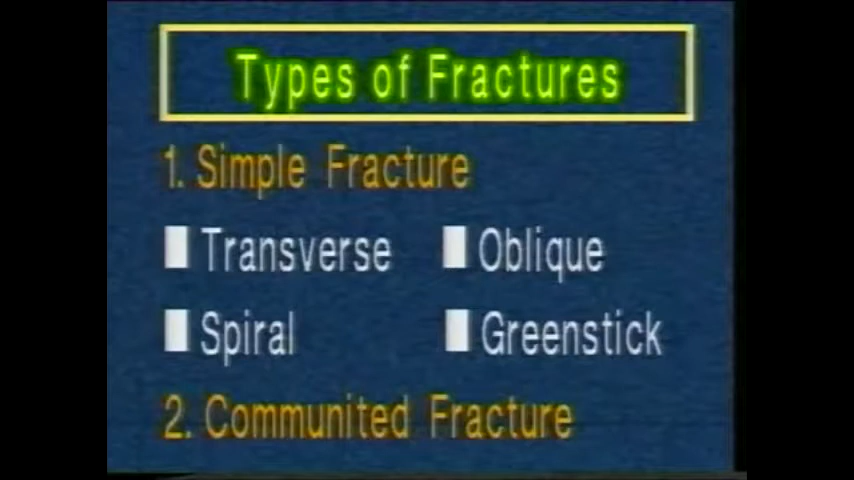 Types of Fractures
1. Simple Fracture
Transverse Oblique
Spiral Greenstick
2. Communited Fracture